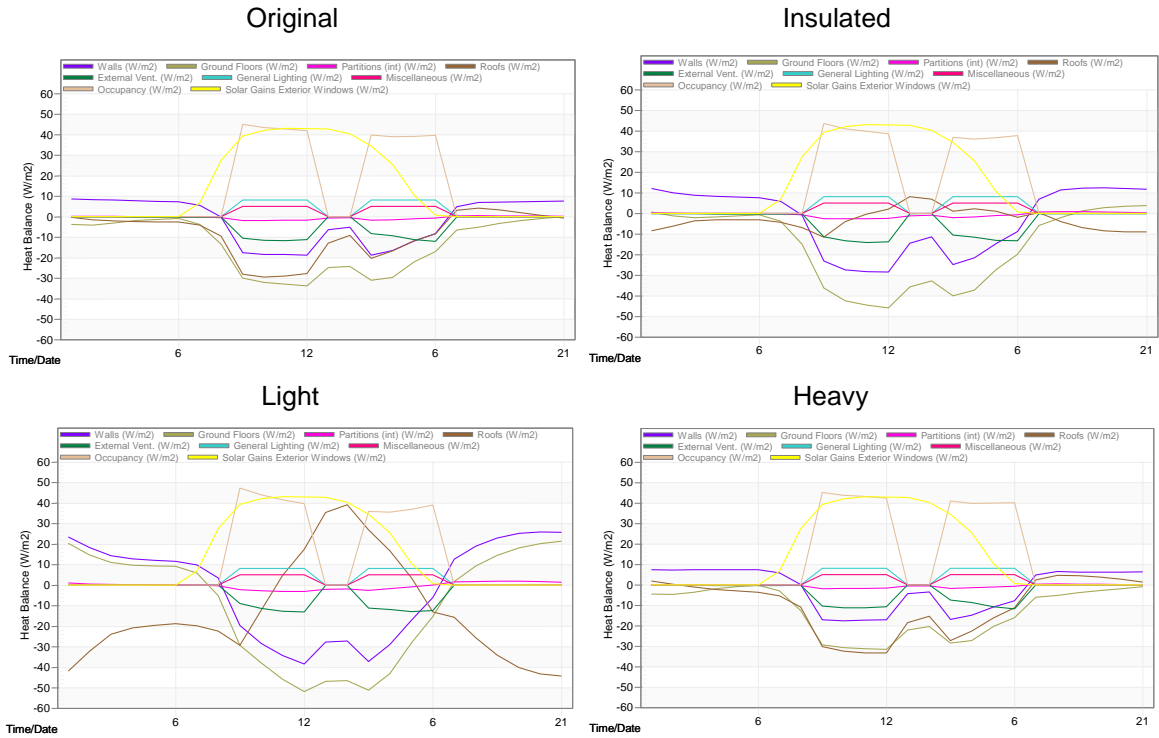 Original
Walls (W/m2) Ground Floors (W/m2) Partitions (int) (W/m2) Roofs (W/m2)
External Vent. (W/m2) General Lighting (W/m2) Miscellaneous (W/m2)
Occupancy (W/m2) Solar Gains Exterior Windows (W/m2)
Heat Balance (W/m2)
60
50
40
30
20
10
0
-10
-20
-30
-40
-50
-60
6 12 6 21
Time/Date
Insulated
Walls (W/m2) Ground Floors (W/m2) Partitions (int) (W/m2) Roofs (W/m2)
External Vent. (W/m2) General Lighting (W/m2) Miscellaneous (W/m2)
Occupancy (W/m2) Solar Gains Exterior Windows (W/m2)
Heat Balance (W/m2)
60
50
40
30
20
10
0
-10
-20
-30
-40
-50
-60
6 12 6 21
Time/Date
Light
Walls (W/m2) Ground Floors (W/m2) Partitions (int) (W/m2) Roofs (W/m2)
External Vent. (W/m2) General Lighting (W/m2) Miscellaneous (W/m2)
Occupancy (W/m2) Solar Gains Exterior Windows (W/m2)
Heat Balance (W/m2)
60
50
40
30
20
10
0
-10
-20
-30
-40
-50
-60
6 12 6 21
Time/Date
Heavy
Walls (W/m2) Ground Floors (W/m2) Partitions (int) (W/m2) Roofs (W/m2)
External Vent. (W/m2) General Lighting (W/m2) Miscellaneous (W/m2)
Occupancy (W/m2) Solar Gains Exterior Windows (W/m2)
Heat Balance (W/m2)
60
50
40
30
20
10
0
-10
-20
-30
-40
-50
-60
6 12 6 21
Time/Date